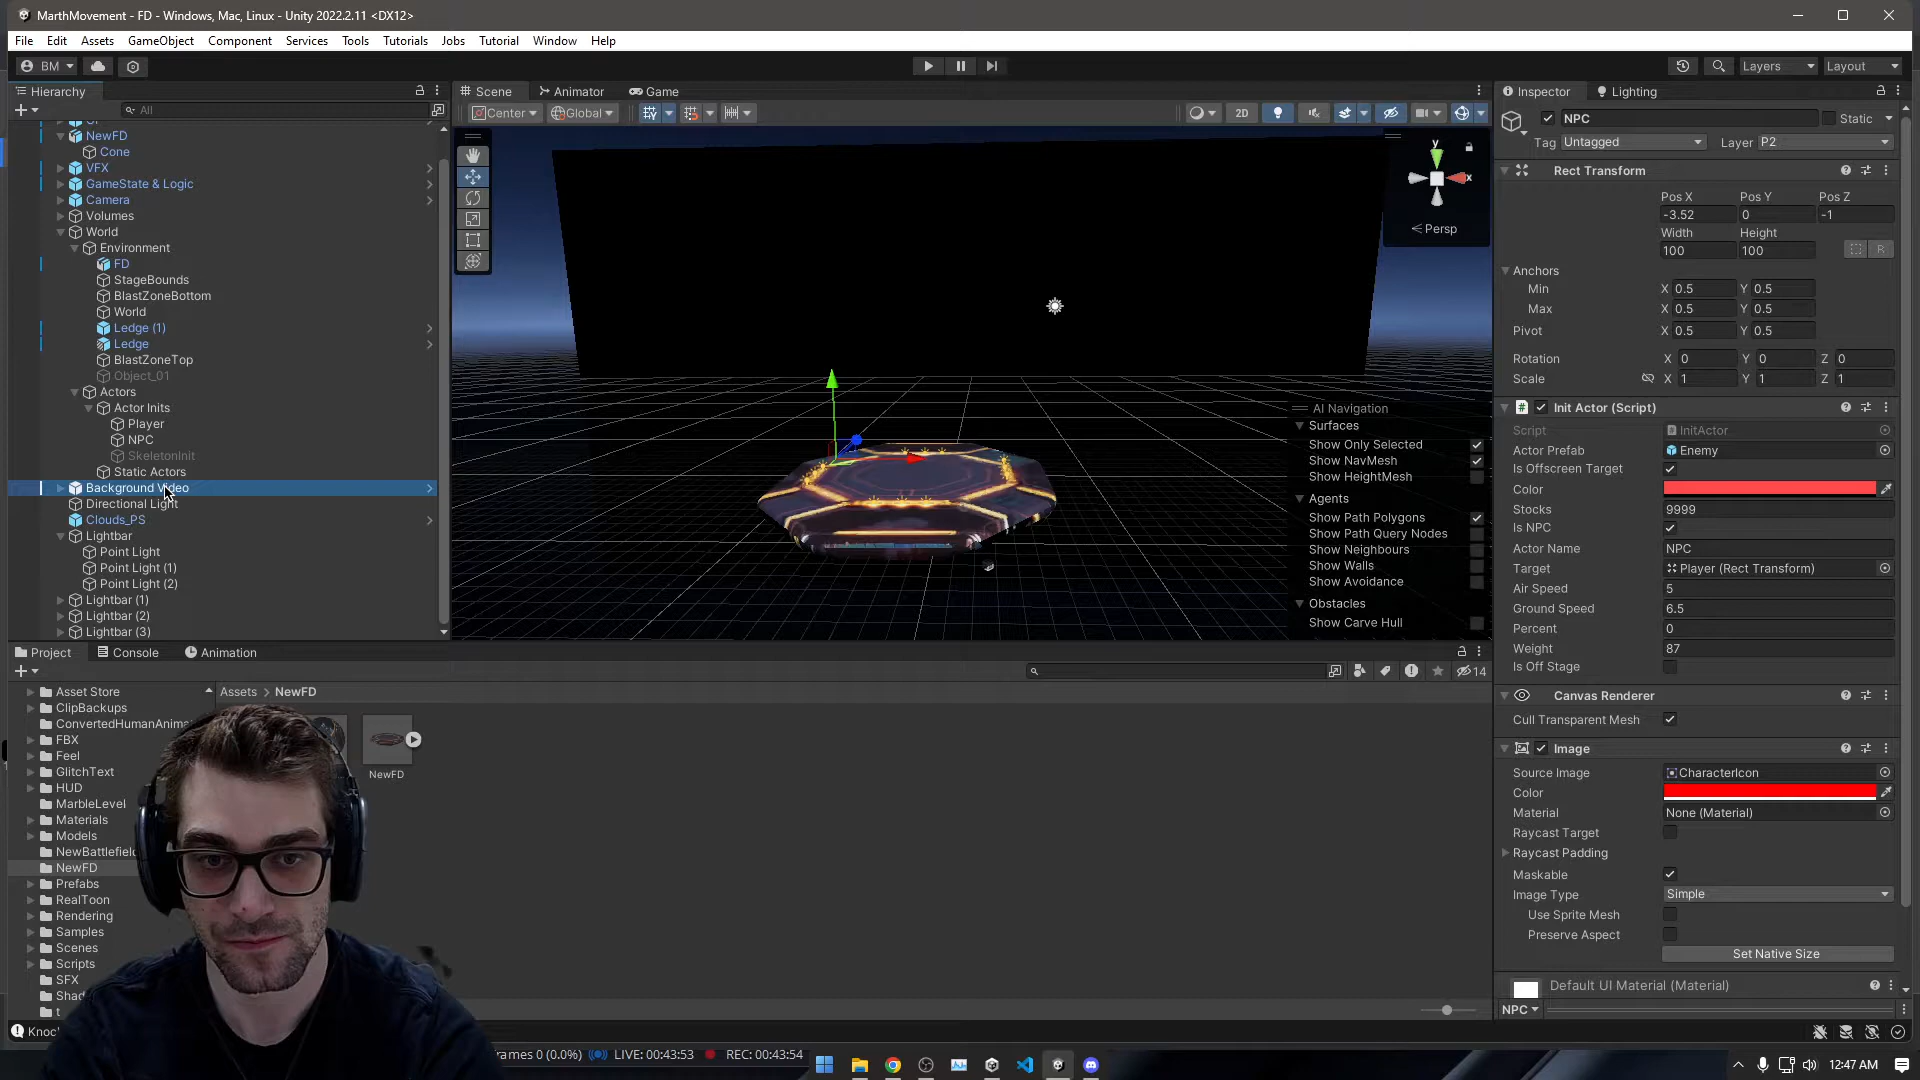 MarthMovement - FD - Windows, Mac, Linux - Unity 2022.2.11 <DX12>
File Edit Assets GameObject Component Services Tools Tutorials Jobs Tutorial Window Help
BM Layers Layout
Hierarchy
All
NewFD
Cone
VFX
GameState & Logic
Camera
Volumes
World
Environment
FD
StageBounds
BlastZoneBottom
World
Ledge (1)
Ledge
BlastZoneTop
Object_01
Actors
Actor Inits
Player
NPC
SkeletonInit
Static Actors
Background Video
Directional Light
Clouds_PS
Lightbar
Point Light
Point Light (1)
Point Light (2)
Lightbar (1)
Lightbar (2)
Lightbar (3)
Scene Animator Game
Center Global 2D
y
x
Persp
AI Navigation
Surfaces
Show Only Selected
Show NavMesh
Show HeightMesh
Agents
Show Path Polygons
Show Path Query Nodes
Show Neighbours
Show Walls
Show Avoidance
Obstacles
Show Carve Hull
Inspector Lighting
NPC Static
Tag Untagged Layer P2
Rect Transform
Pos X Pos Y Pos Z
-3.52 0 -1
Width Height
100 100 R
Anchors
Min X 0.5 Y 0.5
Max X 0.5 Y 0.5
Pivot X 0.5 Y 0.5
Rotation X 0 Y 0 Z 0
Scale X 1 Y 1 Z 1
Init Actor (Script)
Script InitActor
Actor Prefab Enemy
Is Offscreen Target
Color
Stocks 9999
Is NPC
Actor Name NPC
Target Player (Rect Transform)
Air Speed 5
Ground Speed 6.5
Percent 0
Weight 87
Is Off Stage
Canvas Renderer
Cull Transparent Mesh
Image
Source Image CharacterIcon
Color
Material None (Material)
Raycast Target
Raycast Padding
Maskable
Image Type Simple
Use Sprite Mesh
Preserve Aspect
Set Native Size
Default UI Material (Material)
NPC
Project Console Animation
14
Assets > NewFD
Asset Store
ClipBackups
ConvertedHumanAnima
FBX
Feel
GlitchText
HUD
MarbleLevel
Materials
Models
NewBattlefiel
NewFD
Prefabs
RealToon
Rendering
Samples
Scenes
Scripts
SFX
Shad
t
NewFD
Knoc
rames 0 (0.0%) LIVE: 00:43:53 REC: 00:43:54
12:47 AM